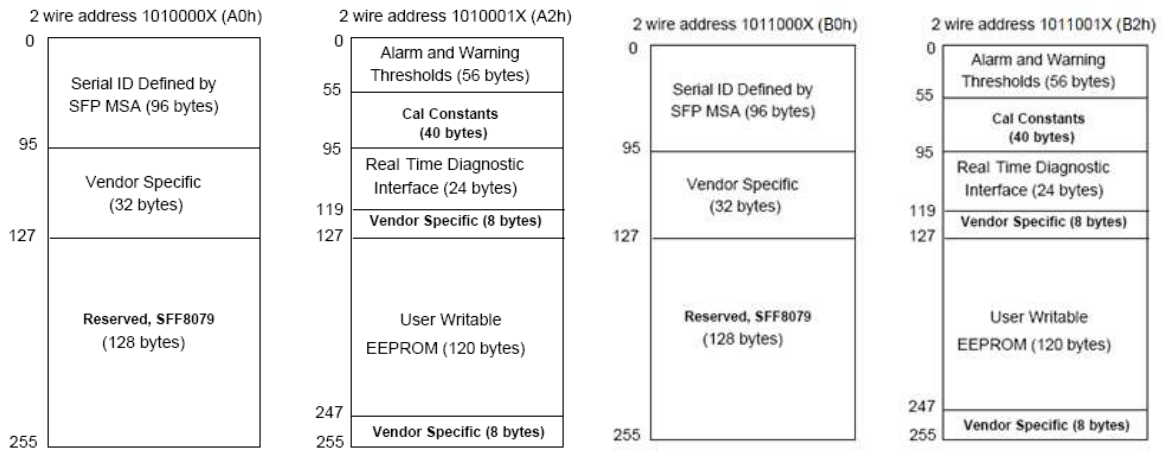 2 wire address 1010000X (A0h)
0
Serial ID Defined by
SFP MSA (96 bytes)
95
Vendor Specific
(32 bytes)
127
Reserved, SFF8079
(128 bytes)
255
2 wire address 1010001X (A2h)
0
Alarm and Warning
Thresholds (56 bytes)
55
Cal Constants
(40 bytes)
95
Real Time Diagnostic
Interface (24 bytes)
119
Vendor Specific (8 bytes)
127
User Writable
EEPROM (120 bytes)
247
Vendor Specific (8 bytes)
255
2 wire address 1011000X (B0h)
0
Serial ID Defined by
SFP MSA (96 bytes)
95
Vendor Specific
(32 bytes)
127
Reserved, SFF8079
(128 bytes)
255
2 wire address 1011001X (B2h)
0
Alarm and Warning
Thresholds (56 bytes)
55
Cal Constants
(40 bytes)
95
Real Time Diagnostic
Interface (24 bytes)
119
Vendor Specific (8 bytes)
127
User Writable
EEPROM (120 bytes)
247
Vendor Specific (8 bytes)
255